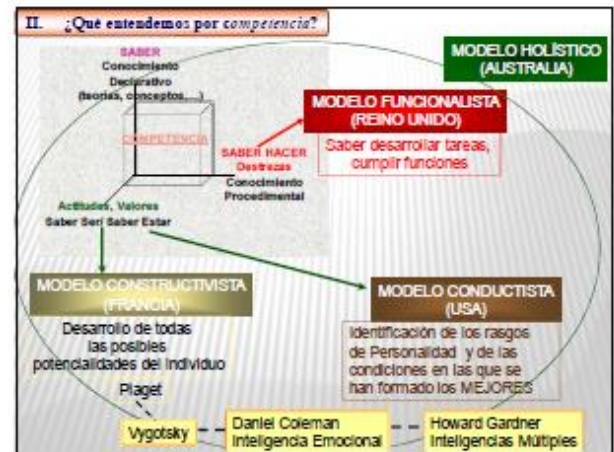 II. ¿Qué entendemos por competencia?
SABER
Conocimiento
Declarativo
(teorías, conceptos,...)
COMPETENCIA
SABER HACER
Destrezas
Conocimiento
Procedimental
Actitudes, Valores
Saber Ser/ Saber Estar
MODELO HOLÍSTICO
(AUSTRALIA)
MODELO FUNCIONALISTA
(REINO UNIDO)
Saber desarrollar tareas,
cumplir funciones
MODELO CONSTRUCTIVISTA
(FRANCIA)
Desarrollo de todas
las posibles
potencialidades del individuo
Piaget
MODELO CONDUCTISTA
(USA)
Identificación de los rasgos
de Personalidad y de las
condiciones en las que se
han formado los MEJORES
Vygotsky
Daniel Coleman
Inteligencia Emocional
Howard Gardner
Inteligencias Múltiples